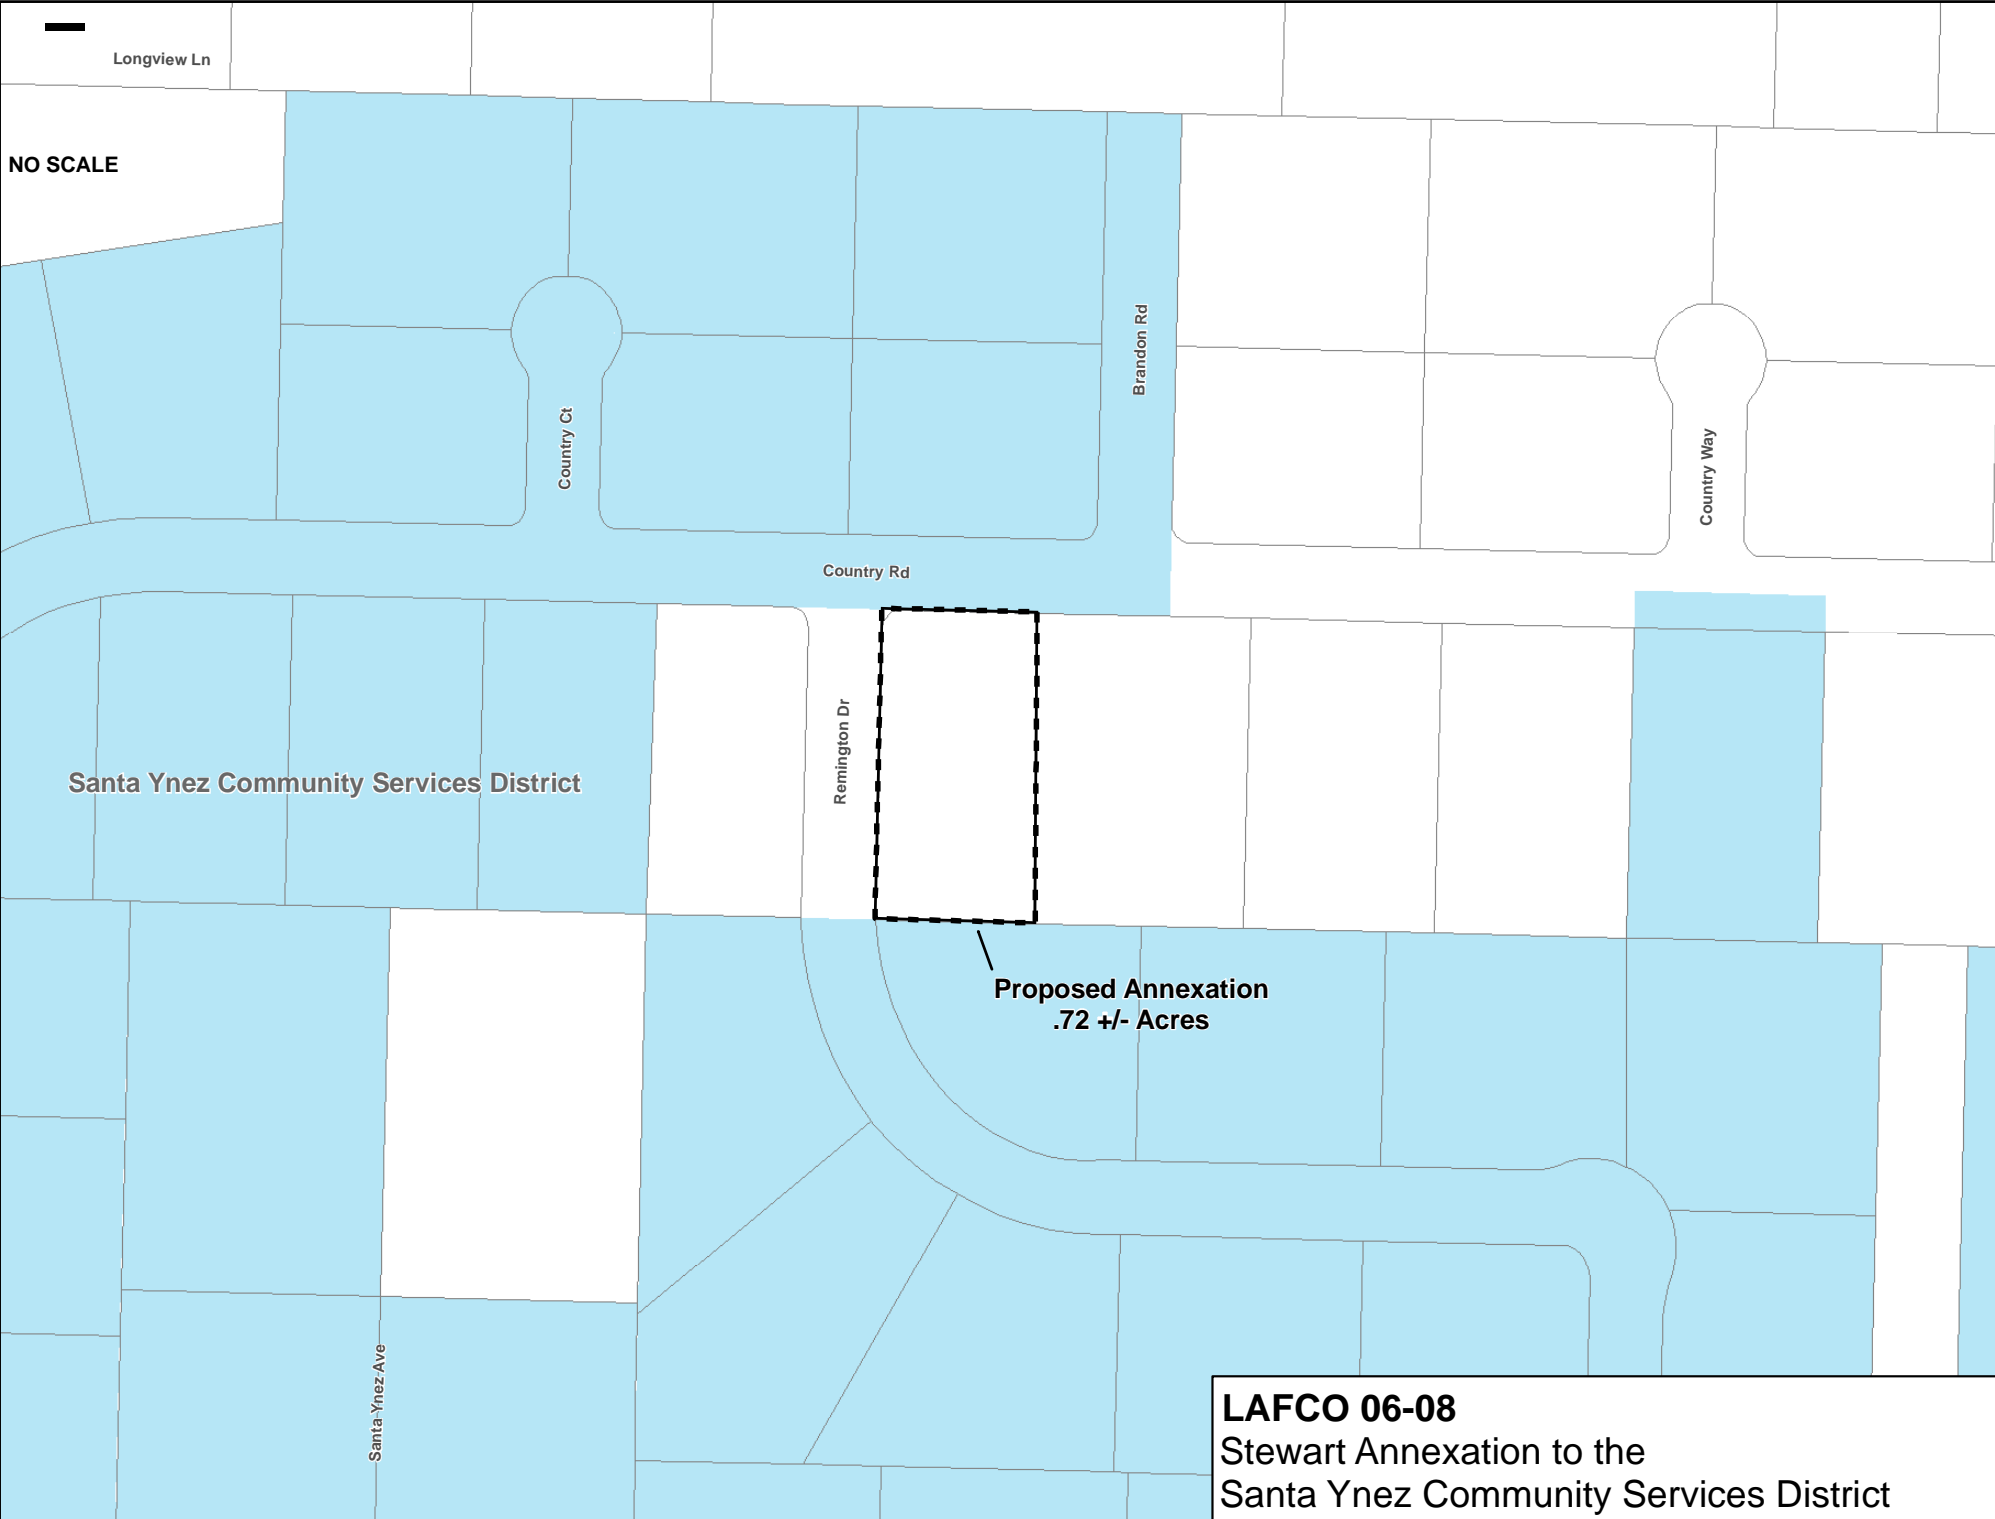 Longview Ln
NO SCALE
Brandon Rd
Country Ct
Country Way
Country Rd
Remington Dr
Santa Ynez Community Services District
Proposed Annexation
.72 +/- Acres
Santa Ynez Ave
LAFCO 06-08
Stewart Annexation to the
Santa Ynez Community Services District